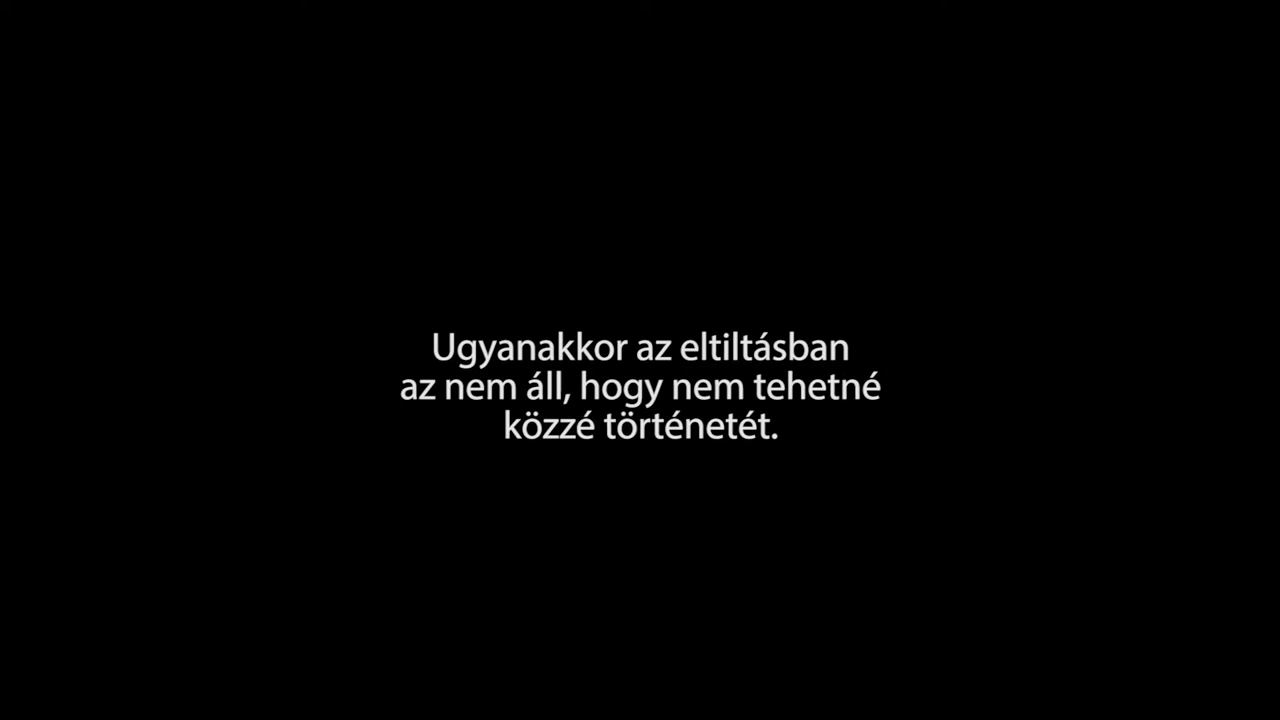 Ugyanakkor az eltiltásban
az nem áll, hogy nem tehetné
közzé történetét.